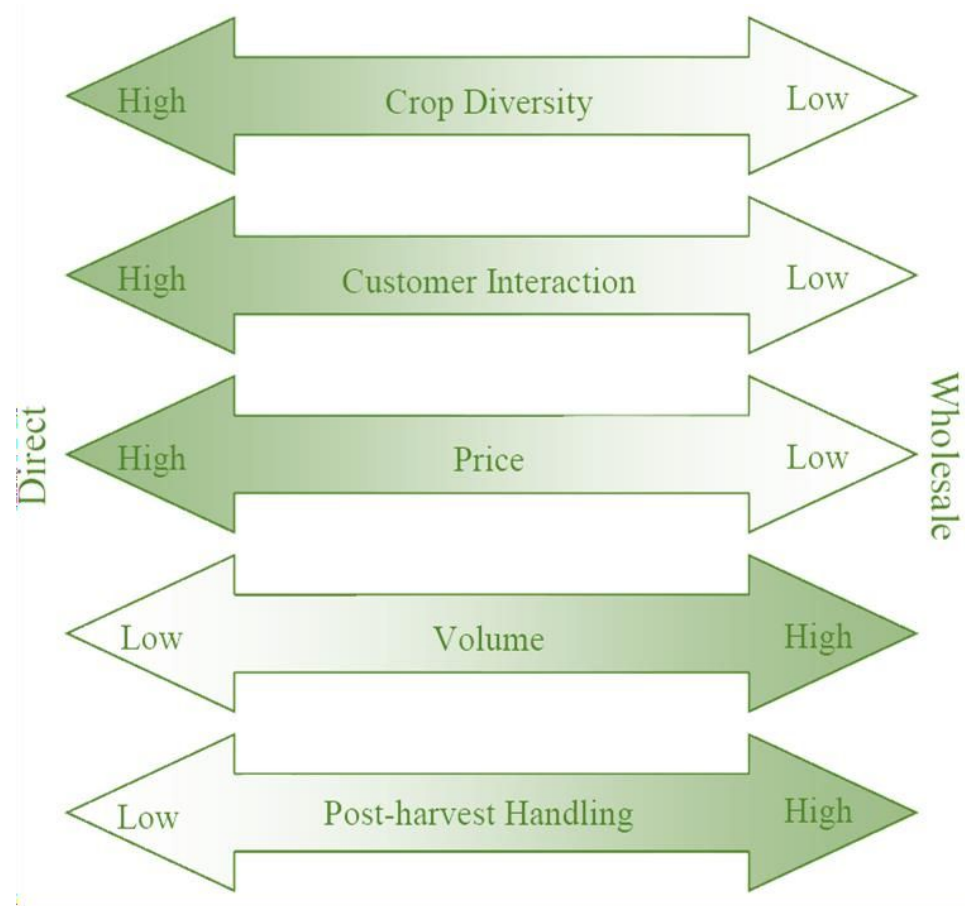 High Crop Diversity Low
High Customer Interaction Low
Direct
High Price Low
Wholesale
Low Volume High
Low Post-harvest Handling High